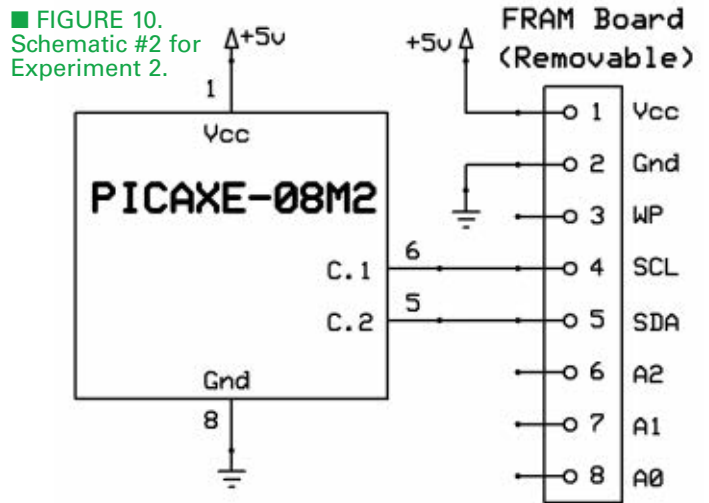 ■ FIGURE 10.
Schematic #2 for
Experiment 2.
+5v
1
Vcc
PICAXE-08M2
C.1
6
C.2
5
Gnd
8
+5v
FRAM Board
(Removable)
1 Vcc
2 Gnd
3 WP
4 SCL
5 SDA
6 A2
7 A1
8 A0